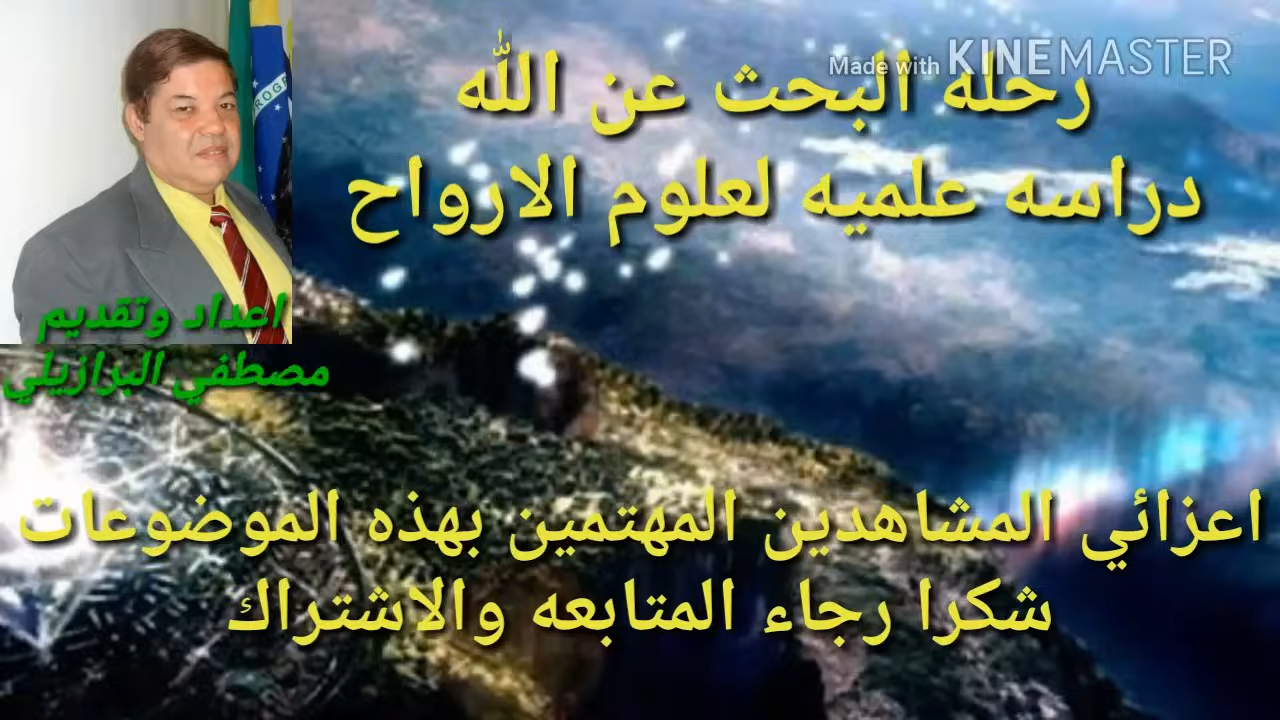 Made with KINEMASTER
رحله البحث عن الله
دراسه علميه لعلوم الارواح
اعداد وتقديم
مصطفي البرازيلي
اعزائي المشاهدين المهتمين بهذه الموضوعات
شكرا رجاء المتابعه والاشتراك